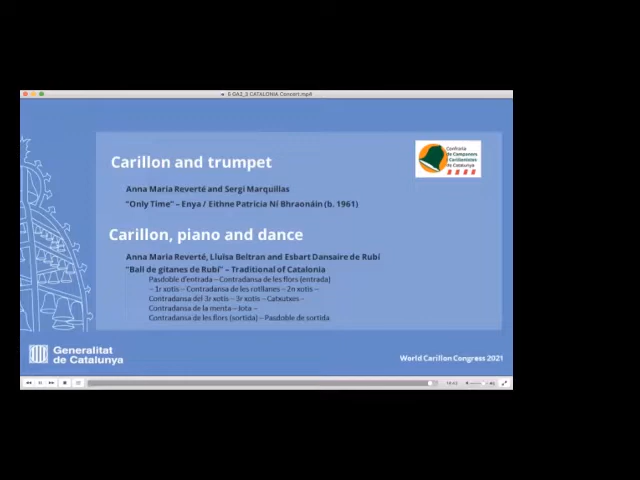 5 GA2_3 CATALONIA Concert.mp4
Carillon and trumpet
Confraria
de Campaners
i Carillonistes
de Catalunya
Anna Maria Reverté and Sergi Marquillas
"Only Time" – Enya / Eithne Patricia Ní Bhraonáin (b. 1961)
Carillon, piano and dance
Anna Maria Reverté, Lluïsa Beltran and Esbart Dansaire de Rubí
"Ball de gitanes de Rubí" – Traditional of Catalonia
Pasdoble d'entrada – Contradansa de les flors (entrada)
– 1r xotis – Contradansa de les rotllanes – 2n xotis –
Contradansa del 3r xotis – 3r xotis – Catxutxes –
Contradansa de la menta – Jota –
Contradansa de les flors (sortida) – Pasdoble de sortida
Generalitat
de Catalunya
World Carillon Congress 2021